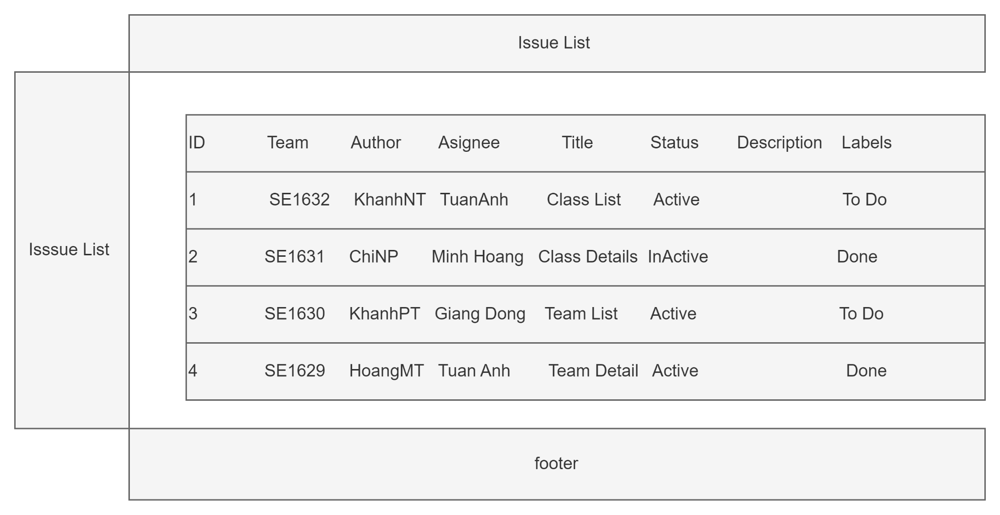 Issue List
ID Team Author Asignee Title Status Description Labels
1 SE1632 KhanhNT TuanAnh Class List Active To Do
Isssue List
2 SE1631 ChiNP Minh Hoang Class Details InActive Done
3 SE1630 KhanhPT Giang Dong Team List Active To Do
4 SE1629 HoangMT Tuan Anh Team Detail Active Done
footer